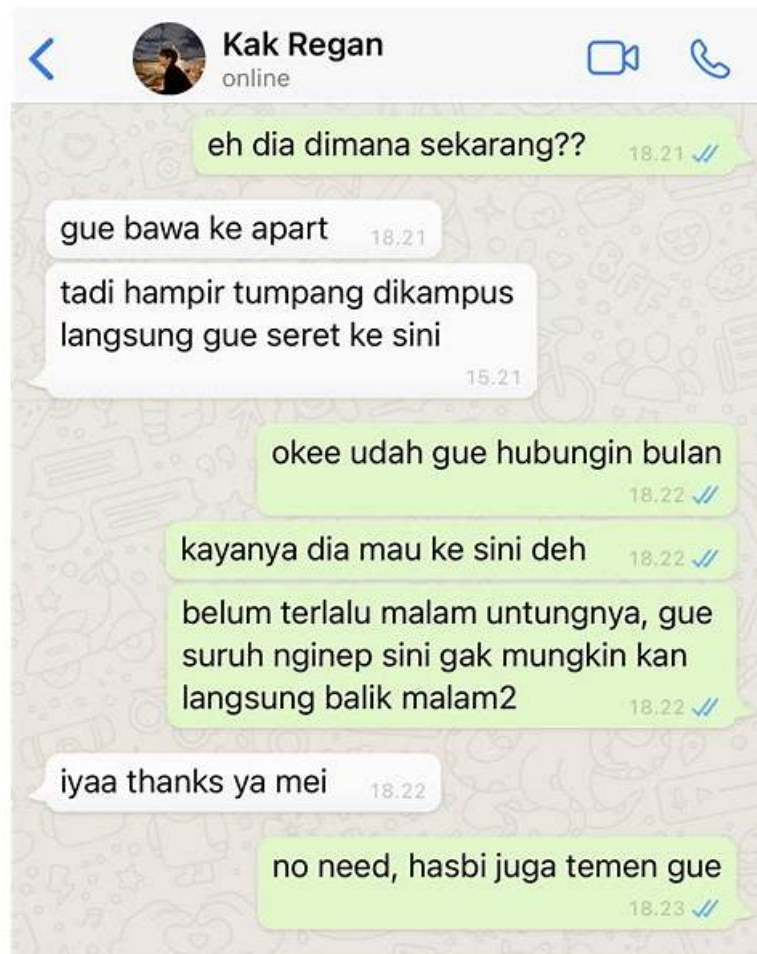 Kak Regan
online
eh dia dimana sekarang?? 18.21
gue bawa ke apart 18.21
tadi hampir tumpang dikampus
langsung gue seret ke sini
15.21
okee udah gue hubungin bulan
18.22
kayanya dia mau ke sini deh 18.22
belum terlalu malam untungnya, gue
suruh nginep sini gak mungkin kan
langsung balik malam2 18.22
iyaa thanks ya mei 18.22
no need, hasbi juga temen gue
18.23